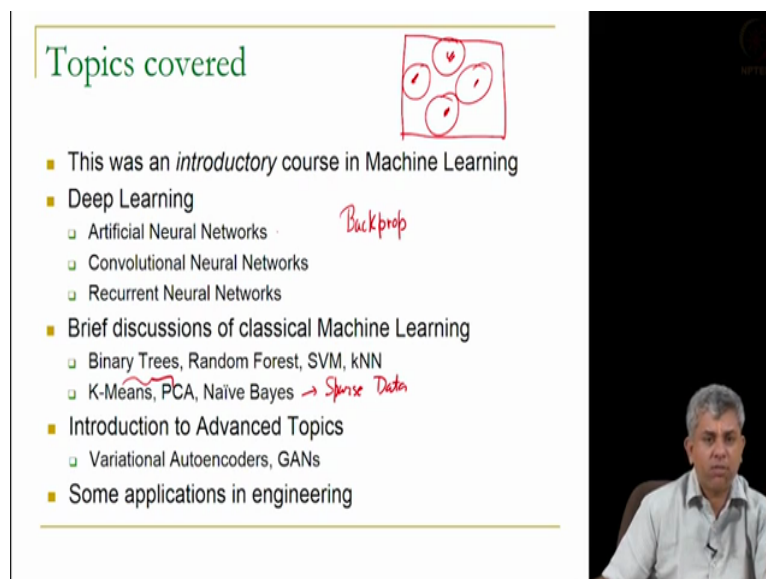 Topics covered
This was an introductory course in Machine Learning
Deep Learning
Artificial Neural Networks
Backprop
Convolutional Neural Networks
Recurrent Neural Networks
Brief discussions of classical Machine Learning
Binary Trees, Random Forest, SVM, kNN
K-Means, PCA, Naïve Bayes → Sparse Data
Introduction to Advanced Topics
Variational Autoencoders, GANs
Some applications in engineering